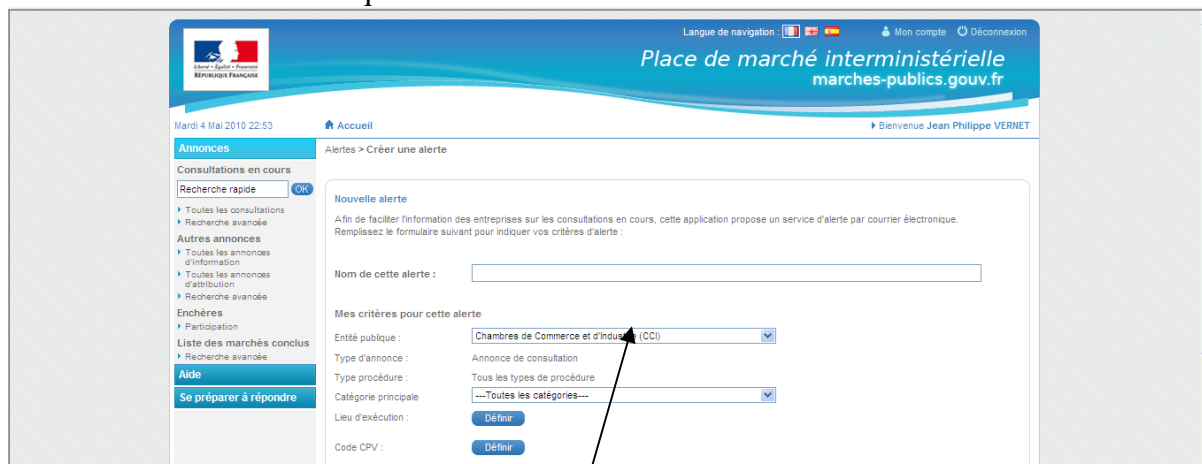 Langue de navigation : Mon compte Déconnexion
Liberté • Égalité • Fraternité
RÉPUBLIQUE FRANÇAISE
Place de marché interministérielle
marches-publics.gouv.fr
Mardi 4 Mai 2010 22:53
Accueil
Bienvenue Jean Philippe VERNET
Annonces
Consultations en cours
Recherche rapide OK
Toutes les consultations
Recherche avancée
Autres annonces
Toutes les annonces
d'information
Toutes les annonces
d'attribution
Recherche avancée
Enchères
Participation
Liste des marchés conclus
Recherche avancée
Aide
Se préparer à répondre
Alertes > Créer une alerte
Nouvelle alerte
Afin de faciliter l'information des entreprises sur les consultations en cours, cette application propose un service d'alerte par courrier électronique.
Remplissez le formulaire suivant pour indiquer vos critères d'alerte :
Nom de cette alerte :
Mes critères pour cette alerte
Entité publique : Chambres de Commerce et d'Industrie (CCI)
Type d'annonce : Annonce de consultation
Type procédure : Tous les types de procédure
Catégorie principale ---Toutes les catégories---
Lieu d'exécution : Définir
Code CPV : Définir